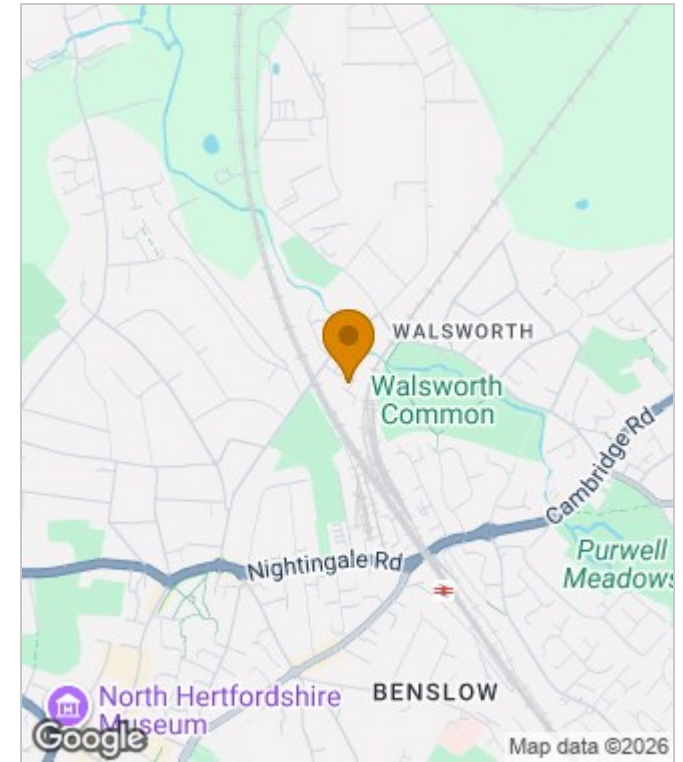 WALSWORTH
Walsworth
Common
Cambridge Rd
Purwell
Meadows
Nightingale Rd
BENSLOW
North Hertfordshire
Museum
Google
Map data ©2026